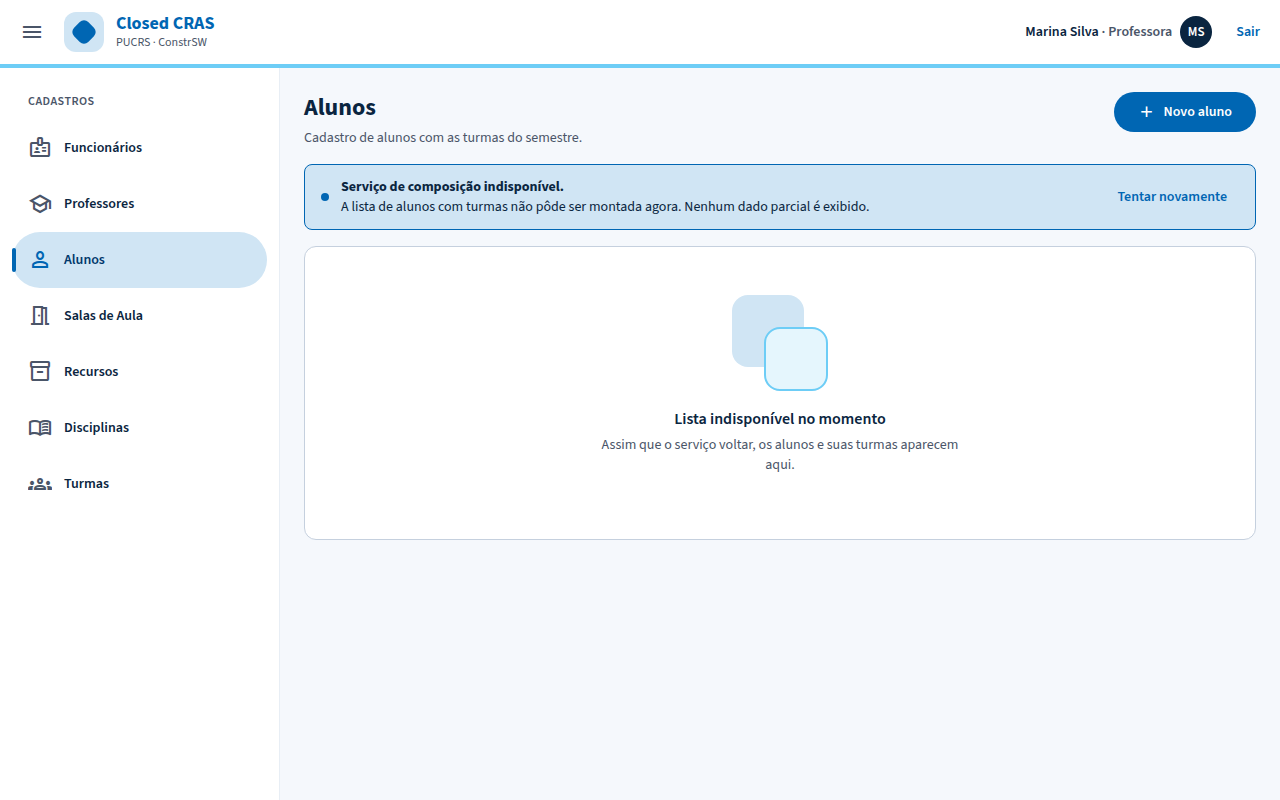 Closed CRAS
PUCRS · ConstrSW
Marina Silva · Professora
MS
Sair
CADASTROS
Funcionários
Professores
Alunos
Salas de Aula
Recursos
Disciplinas
Turmas
Alunos
Cadastro de alunos com as turmas do semestre.
Novo aluno
Serviço de composição indisponível.
A lista de alunos com turmas não pôde ser montada agora. Nenhum dado parcial é exibido.
Tentar novamente
Lista indisponível no momento
Assim que o serviço voltar, os alunos e suas turmas aparecem
aqui.